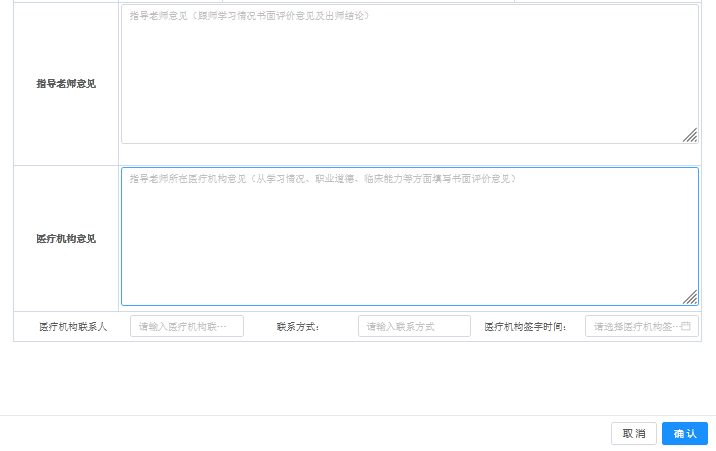 指导老师意见（跟师学习情况书面评价意见及出师结论）
指导老师意见
指导老师所在医疗机构意见（从学习情况、职业道德、临床能力等方面填写书面评价意见）
医疗机构意见
医疗机构联系人 请输入医疗机构联… 联系方式： 请输入联系方式 医疗机构签字时间： 请选择医疗机构签…
取 消 确 认